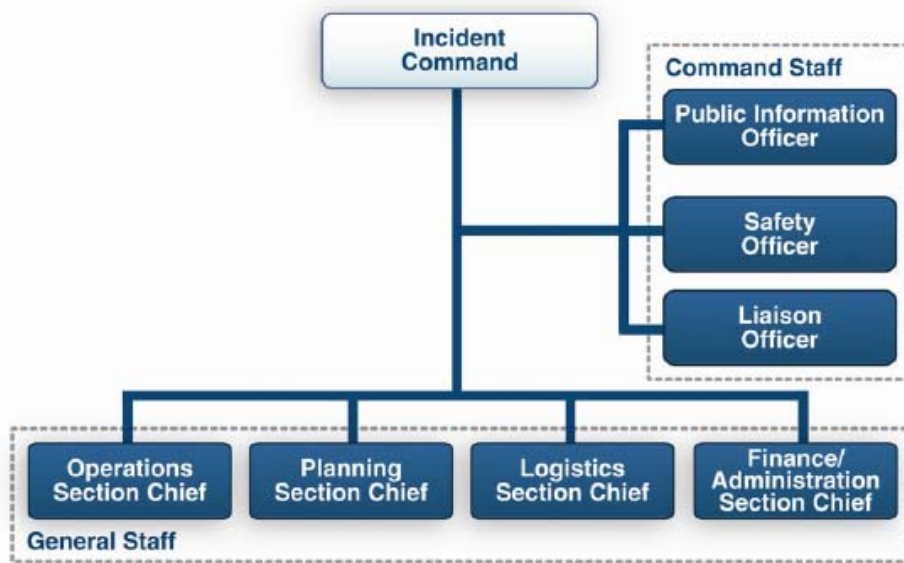 Incident
Command
Command Staff
Public Information
Officer
Safety
Officer
Liaison
Officer
Operations
Section Chief
Planning
Section Chief
Logistics
Section Chief
Finance/
Administration
Section Chief
General Staff